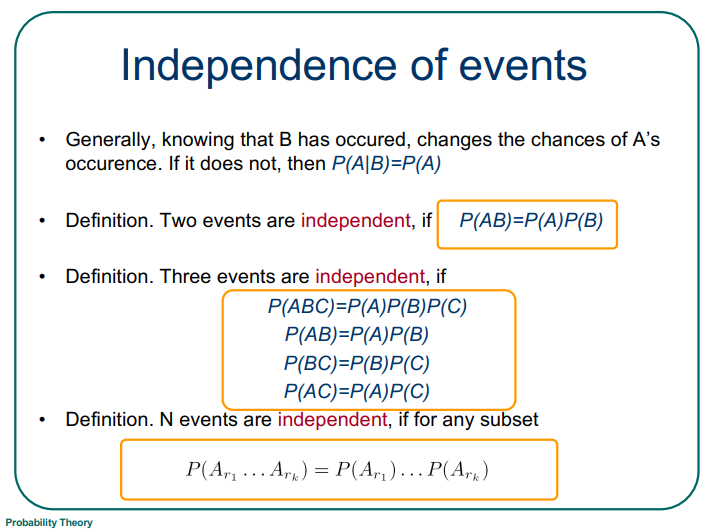 Independence of events
• Generally, knowing that B has occured, changes the chances of A's
occurence. If it does not, then P(A|B)=P(A)
• Definition. Two events are independent, if P(AB)=P(A)P(B)
• Definition. Three events are independent, if
P(ABC)=P(A)P(B)P(C)
P(AB)=P(A)P(B)
P(BC)=P(B)P(C)
P(AC)=P(A)P(C)
• Definition. N events are independent, if for any subset
P(A_{r_1} … A_{r_k}) = P(A_{r_1}) … P(A_{r_k})
Probability Theory